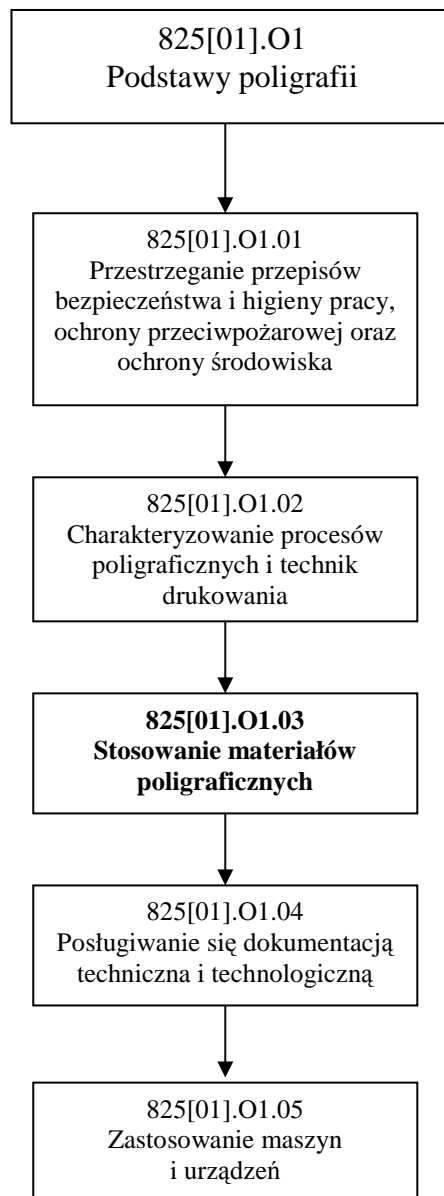 825[01].O1
Podstawy poligrafii
825[01].O1.01
Przestrzeganie przepisów
bezpieczeństwa i higieny pracy,
ochrony przeciwpożarowej oraz
ochrony środowiska
825[01].O1.02
Charakteryzowanie procesów
poligraficznych i technik
drukowania
825[01].O1.03
Stosowanie materiałów
poligraficznych
825[01].O1.04
Posługiwanie się dokumentacją
techniczna i technologiczną
825[01].O1.05
Zastosowanie maszyn
i urządzeń